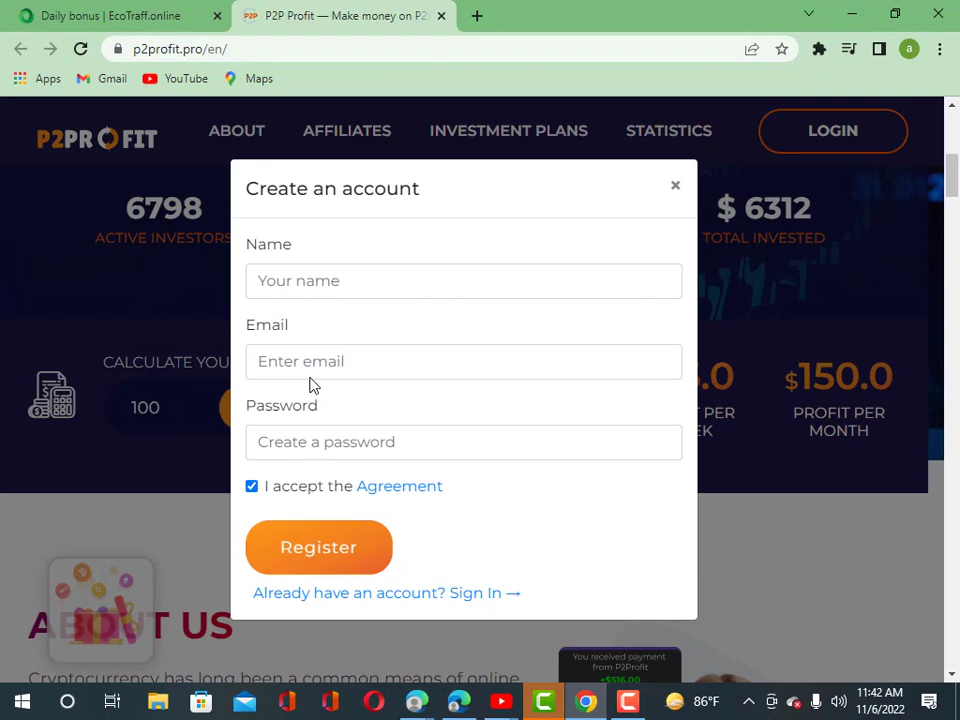 Daily bonus | EcoTraff.online
P2P Profit — Make money on P2
p2profit.pro/en/
a
Apps
Gmail
YouTube
Maps
P2PROFIT
ABOUT
AFFILIATES
INVESTMENT PLANS
STATISTICS
LOGIN
Create an account
×
6798
ACTIVE INVESTORS
$ 6312
TOTAL INVESTED
Name
Your name
Email
Enter email
Password
Create a password
I accept the Agreement
Register
Already have an account? Sign In →
CALCULATE YOU
100
.0
PER
EK
$150.0
PROFIT PER
MONTH
ABOUT US
Cryptocurrency has long been a common means of online
You received payment
from P2Profit
+$516.00
86°F
11:42 AM
11/6/2022